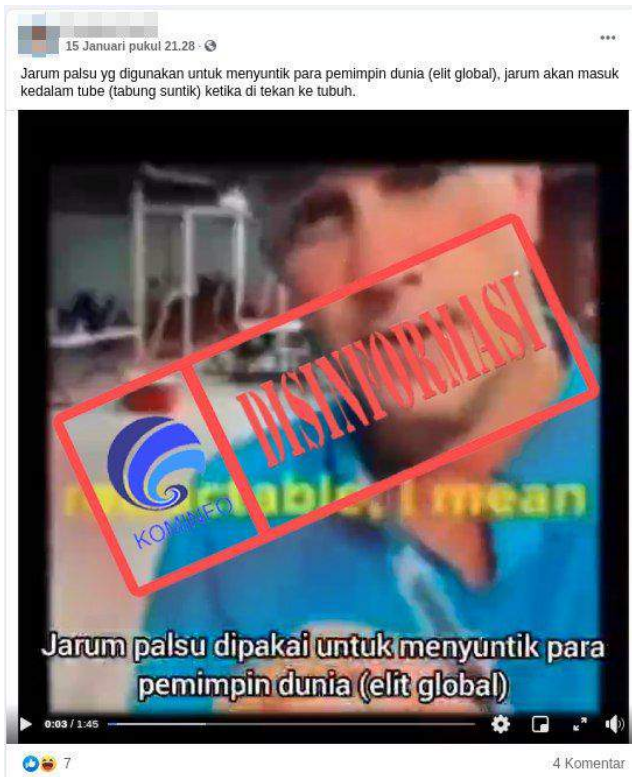 15 Januari pukul 21.28 ·
Jarum palsu yg digunakan untuk menyuntik para pemimpin dunia (elit global), jarum akan masuk
kedalam tube (tabung suntik) ketika di tekan ke tubuh.
DISINFORMASI
KOMINFO
I mean
Jarum palsu dipakai untuk menyuntik para
pemimpin dunia (elit global)
0:03 / 1:45
7
4 Komentar